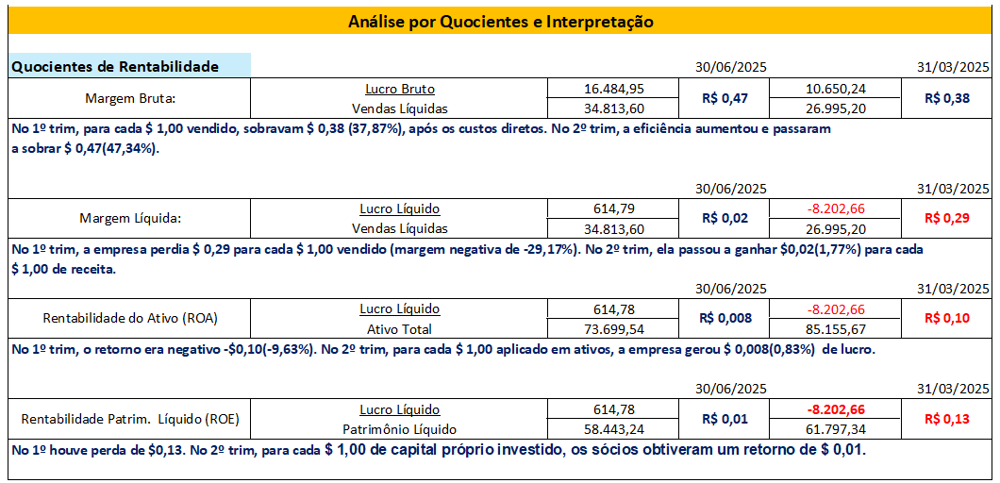 Análise por Quocientes e Interpretação
Quocientes de Rentabilidade
30/06/2025 31/03/2025
Margem Bruta: Lucro Bruto 16.484,95 R$ 0,47 10.650,24 R$ 0,38
Vendas Líquidas 34.813,60 26.995,20
No 1º trim, para cada $ 1,00 vendido, sobravam $ 0,38 (37,87%), após os custos diretos. No 2º trim, a eficiência aumentou e passaram
a sobrar $ 0,47(47,34%).
30/06/2025 31/03/2025
Margem Líquida: Lucro Líquido 614,79 R$ 0,02 -8.202,66 R$ 0,29
Vendas Líquidas 34.813,60 26.995,20
No 1º trim, a empresa perdia $ 0,29 para cada $ 1,00 vendido (margem negativa de -29,17%). No 2º trim, ela passou a ganhar $0,02(1,77%) para cada
$ 1,00 de receita.
30/06/2025 31/03/2025
Rentabilidade do Ativo (ROA) Lucro Líquido 614,78 R$ 0,008 -8.202,66 R$ 0,10
Ativo Total 73.699,54 85.155,67
No 1º trim, o retorno era negativo -$0,10(-9,63%). No 2º trim, para cada $ 1,00 aplicado em ativos, a empresa gerou $ 0,008(0,83%) de lucro.
30/06/2025 31/03/2025
Rentabilidade Patrim. Líquido (ROE) Lucro Líquido 614,78 R$ 0,01 -8.202,66 R$ 0,13
Patrimônio Líquido 58.443,24 61.797,34
No 1º houve perda de $0,13. No 2º trim, para cada $ 1,00 de capital próprio investido, os sócios obtiveram um retorno de $ 0,01.